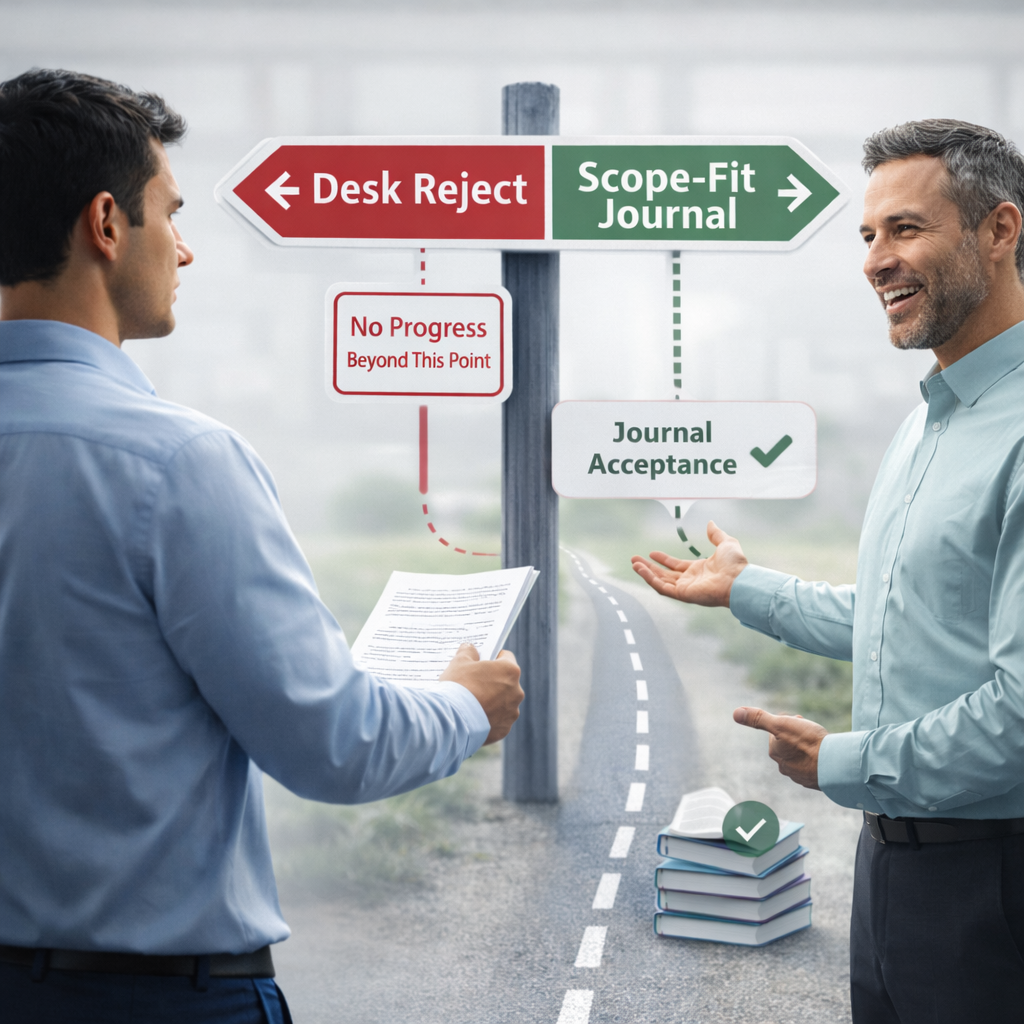 ← Desk Reject
Scope-Fit →
Journal
No Progress
Beyond This Point
Journal
Acceptance ✓